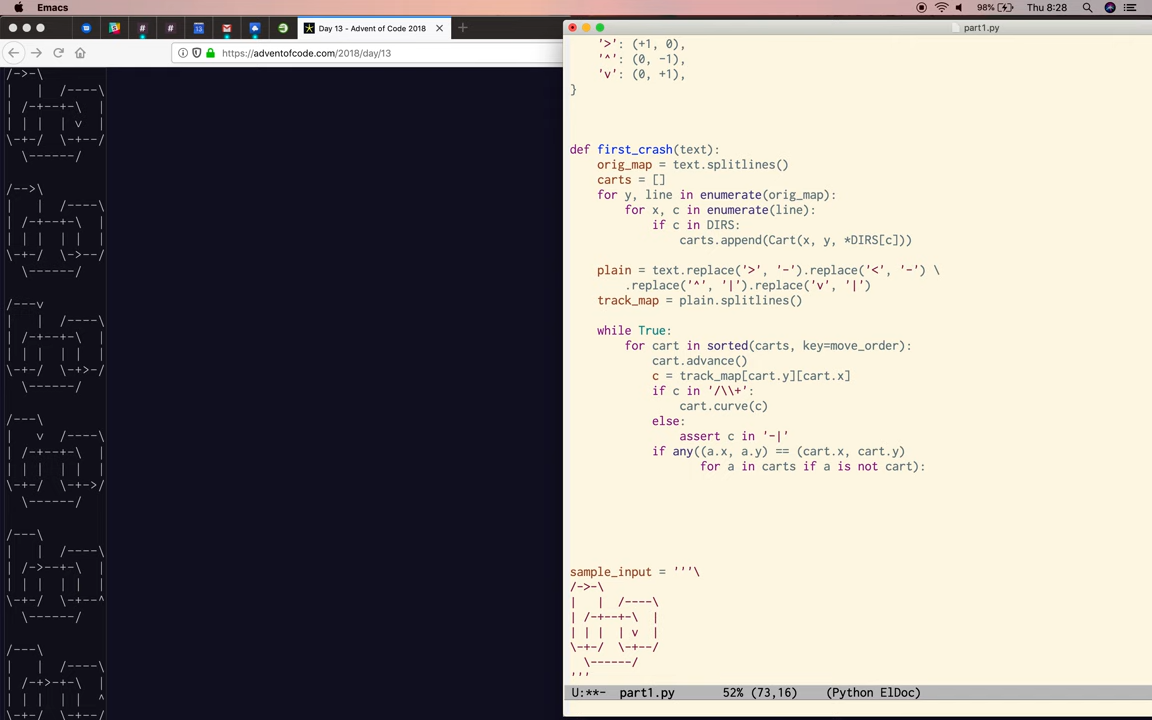 Emacs
98%
Thu 8:28
Day 13 - Advent of Code 2018
https://adventofcode.com/2018/day/13
/->-\
|   |  /----\
| /-+--+-\  |
| | |  | v  |
\-+-/  \-+--/
  \------/
/-->\
|   |  /----\
| /-+--+-\  |
| | |  | |  |
\-+-/  \->--/
  \------/
/---v
|   |  /----\
| /-+--+-\  |
| | |  | |  |
\-+-/  \-+>-/
  \------/
/---\
|   v  /----\
| /-+--+-\  |
| | |  | |  |
\-+-/  \-+>/
  \------/
/---\
|   |  /----\
| /->--+-\  |
| | |  | |  |
\-+-/  \-+--^
  \------/
/---\
|   |  /----\
| /-+>-+-\  |
| | |  | |  ^
\-+-/  \-+--/
part1.py
    '>': (+1, 0),
    '^': (0, -1),
    'v': (0, +1),
}
def first_crash(text):
    orig_map = text.splitlines()
    carts = []
    for y, line in enumerate(orig_map):
        for x, c in enumerate(line):
            if c in DIRS:
                carts.append(Cart(x, y, *DIRS[c]))
    plain = text.replace('>', '-').replace('<', '-') \
        .replace('^', '|').replace('v', '|')
    track_map = plain.splitlines()
    while True:
        for cart in sorted(carts, key=move_order):
            cart.advance()
            c = track_map[cart.y][cart.x]
            if c in '/\\+':
                cart.curve(c)
            else:
                assert c in '-|'
            if any((a.x, a.y) == (cart.x, cart.y)
                   for a in carts if a is not cart):
sample_input = '''\
/->-\
|   |  /----\
| /-+--+-\  |
| | |  | v  |
\-+-/  \-+--/
  \------/
'''
U:**-  part1.py       52% (73,16)    (Python ElDoc)